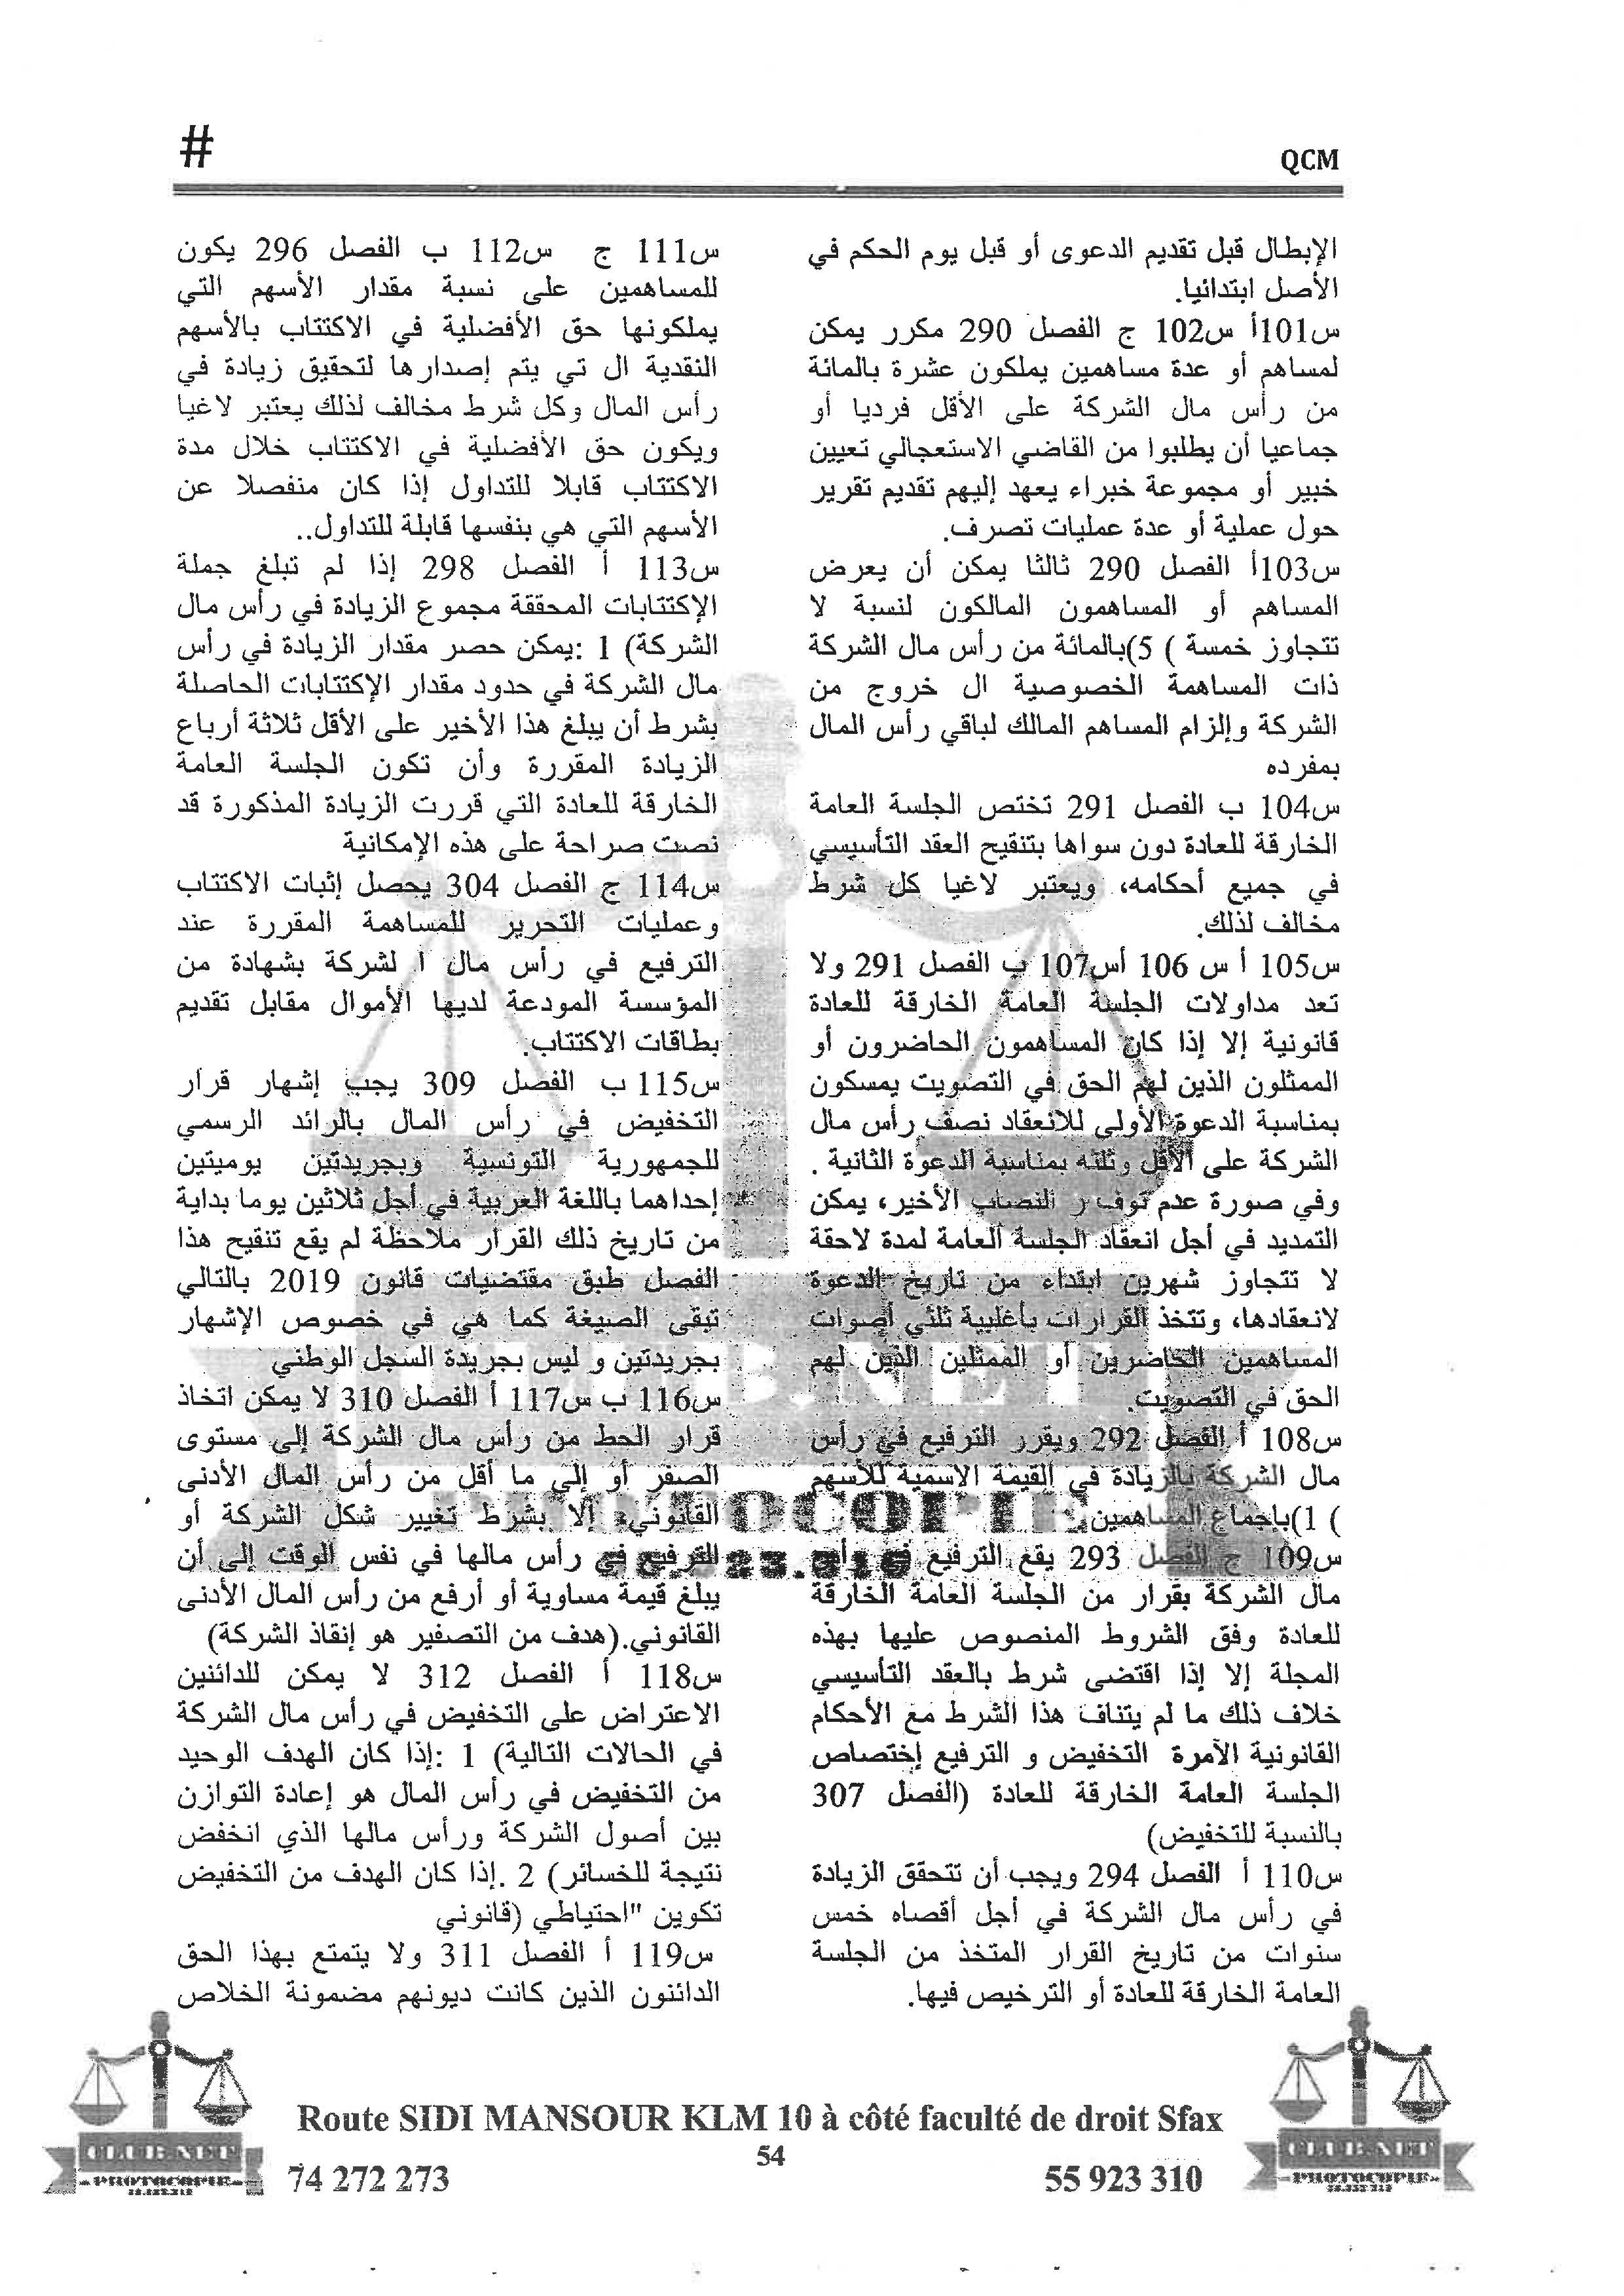 #
QCM
الإبطال قبل تقديم الدعوى أو قبل يوم الحكم في
الأصل ابتدائيا.
س101أ س102 ج الفصل 290 مكرر يمكن
لمساهم أو عدة مساهمين يملكون عشرة بالمائة
من رأس مال الشركة على الأقل فرديا أو
جماعيا أن يطلبوا من القاضي الاستعجالي تعيين
خبير أو مجموعة خبراء يعهد إليهم تقديم تقرير
حول عملية أو عدة عمليات تصرف.
س103أ الفصل 290 ثالثا يمكن أن يعرض
المساهم أو المساهمون المالكون لنسبة لا
تتجاوز خمسة ) 5)بالمائة من رأس مال الشركة
ذات المساهمة الخصوصية ال خروج من
الشركة وإلزام المساهم المالك لباقي رأس المال
بمفرده
س104 ب الفصل 291 تختص الجلسة العامة
الخارقة للعادة دون سواها بتنقيح العقد التأسيسي
في جميع أحكامه، ويعتبر لاغيا كل شرط
مخالف لذلك.
س105 أ س 106 أس107 ب الفصل 291 ولا
تعد مداولات الجلسة العامة الخارقة للعادة
قانونية إلا إذا كان المساهمون الحاضرون أو
الممثلون الذين لهم الحق في التصويت يمسكون
بمناسبة الدعوة الأولى للانعقاد نصف رأس مال
الشركة على الأقل وثلثه بمناسبة الدعوة الثانية .
وفي صورة عدم توف ر النصاب الأخير، يمكن
التمديد في أجل انعقاد الجلسة العامة لمدة لاحقة
لا تتجاوز شهرين ابتداء من تاريخ الدعوة
لانعقادها، وتتخذ القرارات بأغلبية ثلثي أصوات
المساهمين الحاضرين أو الممثلين الذين لهم
الحق في التصويت.
س108 أ الفصل 292 ويقرر الترفيع في رأس
مال الشركة بالزيادة في القيمة الاسمية للأسهم
) 1)بإجماع المساهمين.
س109 ج الفصل 293 يقع الترفيع في رأس
مال الشركة بقرار من الجلسة العامة الخارقة
للعادة وفق الشروط المنصوص عليها بهذه
المجلة إلا إذا اقتضى شرط بالعقد التأسيسي
خلاف ذلك ما لم يتناف هذا الشرط مع الأحكام
القانونية الآمرة التخفيض و الترفيع إختصاص
الجلسة العامة الخارقة للعادة (الفصل 307
بالنسبة للتخفيض)
س110 أ الفصل 294 ويجب أن تتحقق الزيادة
في رأس مال الشركة في أجل أقصاه خمس
سنوات من تاريخ القرار المتخذ من الجلسة
العامة الخارقة للعادة أو الترخيص فيها.
س111 ج س112 ب الفصل 296 يكون
للمساهمين على نسبة مقدار الأسهم التي
يملكونها حق الأفضلية في الاكتتاب بالأسهم
النقدية ال تي يتم إصدارها لتحقيق زيادة في
رأس المال وكل شرط مخالف لذلك يعتبر لاغيا
ويكون حق الأفضلية في الاكتتاب خلال مدة
الاكتتاب قابلا للتداول إذا كان منفصلا عن
الأسهم التي هي بنفسها قابلة للتداول..
س113 أ الفصل 298 إذا لم تبلغ جملة
الإكتتابات المحققة مجموع الزيادة في رأس مال
الشركة) 1 :يمكن حصر مقدار الزيادة في رأس
مال الشركة في حدود مقدار الإكتتابات الحاصلة
بشرط أن يبلغ هذا الأخير على الأقل ثلاثة أرباع
الزيادة المقررة وأن تكون الجلسة العامة
الخارقة للعادة التي قررت الزيادة المذكورة قد
نصت صراحة على هذه الإمكانية
س114 ج الفصل 304 يحصل إثبات الاكتتاب
وعمليات التحرير للمساهمة المقررة عند
الترفيع في رأس مال ا لشركة بشهادة من
المؤسسة المودعة لديها الأموال مقابل تقديم
بطاقات الاكتتاب.
س115 ب الفصل 309 يجب إشهار قرار
التخفيض في رأس المال بالرائد الرسمي
للجمهورية التونسية وبجريدتين يوميتين
إحداهما باللغة العربية في أجل ثلاثين يوما بداية
من تاريخ ذلك القرار ملاحظة لم يقع تنقيح هذا
الفصل طبق مقتضيات قانون 2019 بالتالي
تبقى الصيغة كما هي في خصوص الإشهار
بجريدتين و ليس بجريدة السجل الوطني
س116 ب س117 أ الفصل 310 لا يمكن اتخاذ
قرار الحط من رأس مال الشركة إلى مستوى
الصفر أو إلى ما أقل من رأس المال الأدنى
القانوني، إلا بشرط تغيير شكل الشركة أو
الترفيع في رأس مالها في نفس الوقت إلى أن
يبلغ قيمة مساوية أو أرفع من رأس المال الأدنى
القانوني.(هدف من التصفير هو إنقاذ الشركة)
س118 أ الفصل 312 لا يمكن للدائنين
الاعتراض على التخفيض في رأس مال الشركة
في الحالات التالية) 1 :إذا كان الهدف الوحيد
من التخفيض في رأس المال هو إعادة التوازن
بين أصول الشركة ورأس مالها الذي انخفض
نتيجة للخسائر) 2 .إذا كان الهدف من التخفيض
تكوين "احتياطي (قانوني
س119 أ الفصل 311 ولا يتمتع بهذا الحق
الدائنون الذين كانت ديونهم مضمونة الخلاص
Route SIDI MANSOUR KLM 10 à côté faculté de droit Sfax
54
74 272 273
55 923 310
CLUB NET
PHOTOCOPIE
CLUB NET
PHOTOCOPIE